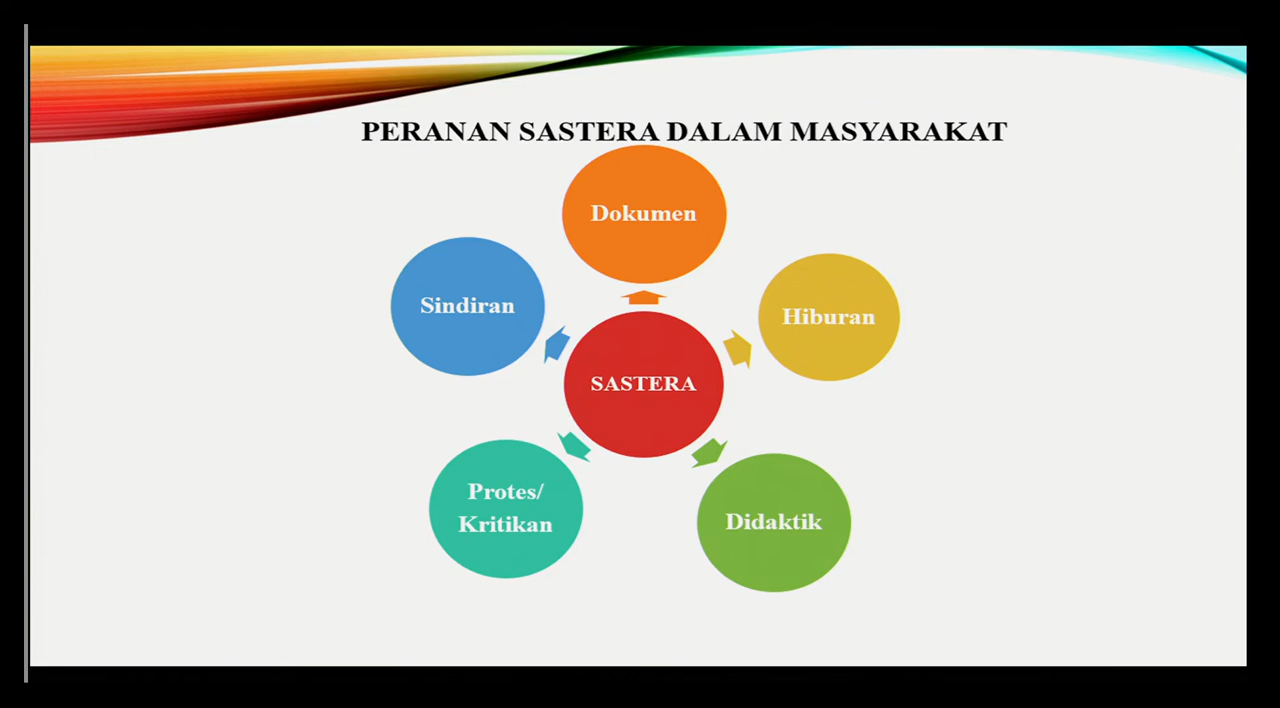 PERANAN SASTERA DALAM MASYARAKAT
Dokumen
Sindiran
Hiburan
SASTERA
Protes/
Kritikan
Didaktik